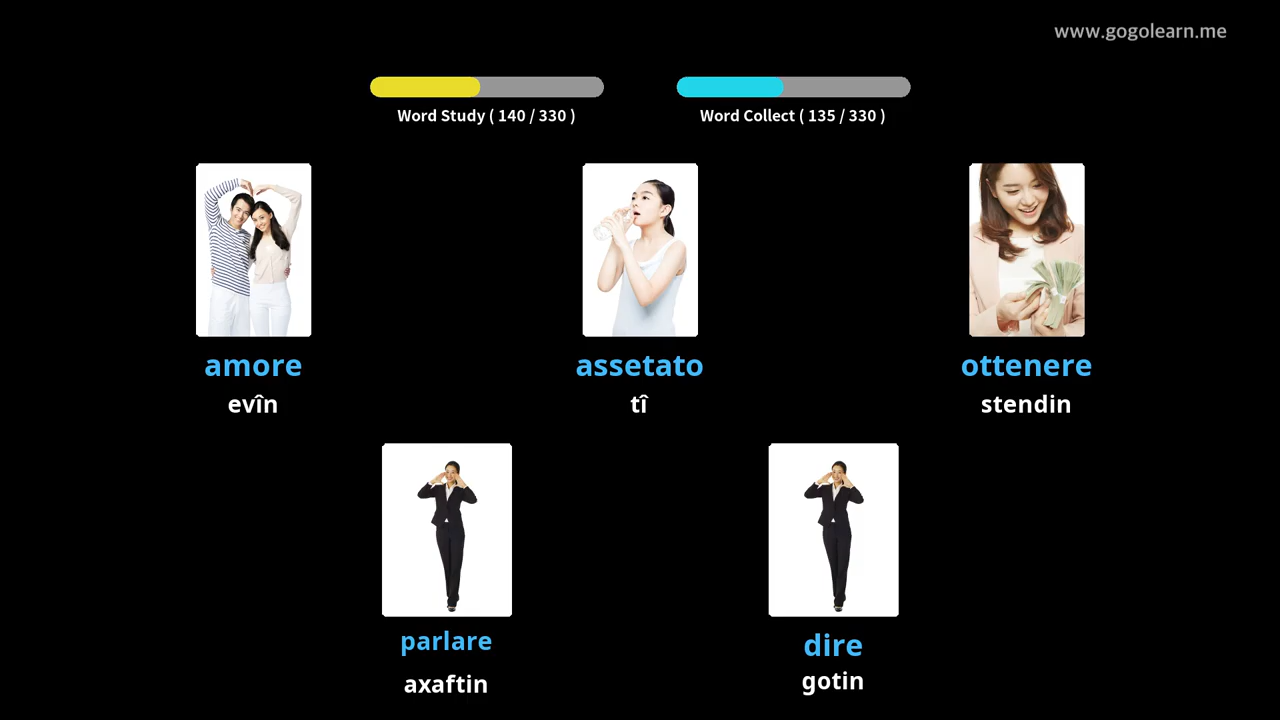 www.gogolearn.me
Word Study ( 140 / 330 )
Word Collect ( 135 / 330 )
amore
evîn
assetato
tî
ottenere
stendin
parlare
axaftin
dire
gotin